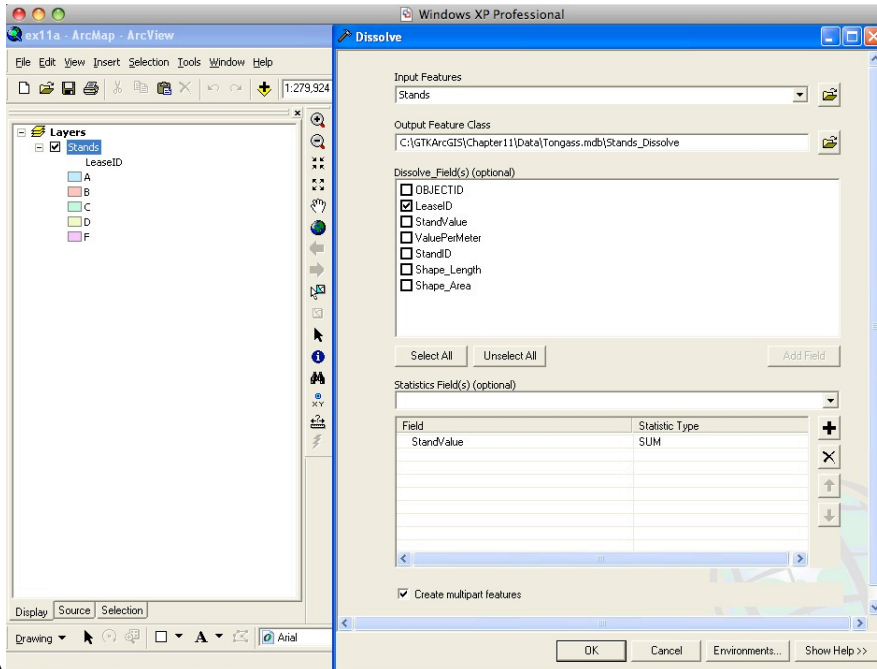 Windows XP Professional
ex11a - ArcMap - ArcView
File Edit View Insert Selection Tools Window Help
1:279,924
Layers
Stands
LeaseID
A
B
C
D
F
Display Source Selection
Drawing A Arial
Dissolve
Input Features
Stands
Output Feature Class
C:\GTKArcGIS\Chapter11\Data\Tongass.mdb\Stands_Dissolve
Dissolve_Field(s) (optional)
OBJECTID
LeaseID
StandValue
ValuePerMeter
StandID
Shape_Length
Shape_Area
Select All Unselect All Add Field
Statistics Field(s) (optional)
Field Statistic Type
StandValue SUM
Create multipart features
OK Cancel Environments... Show Help >>
XY